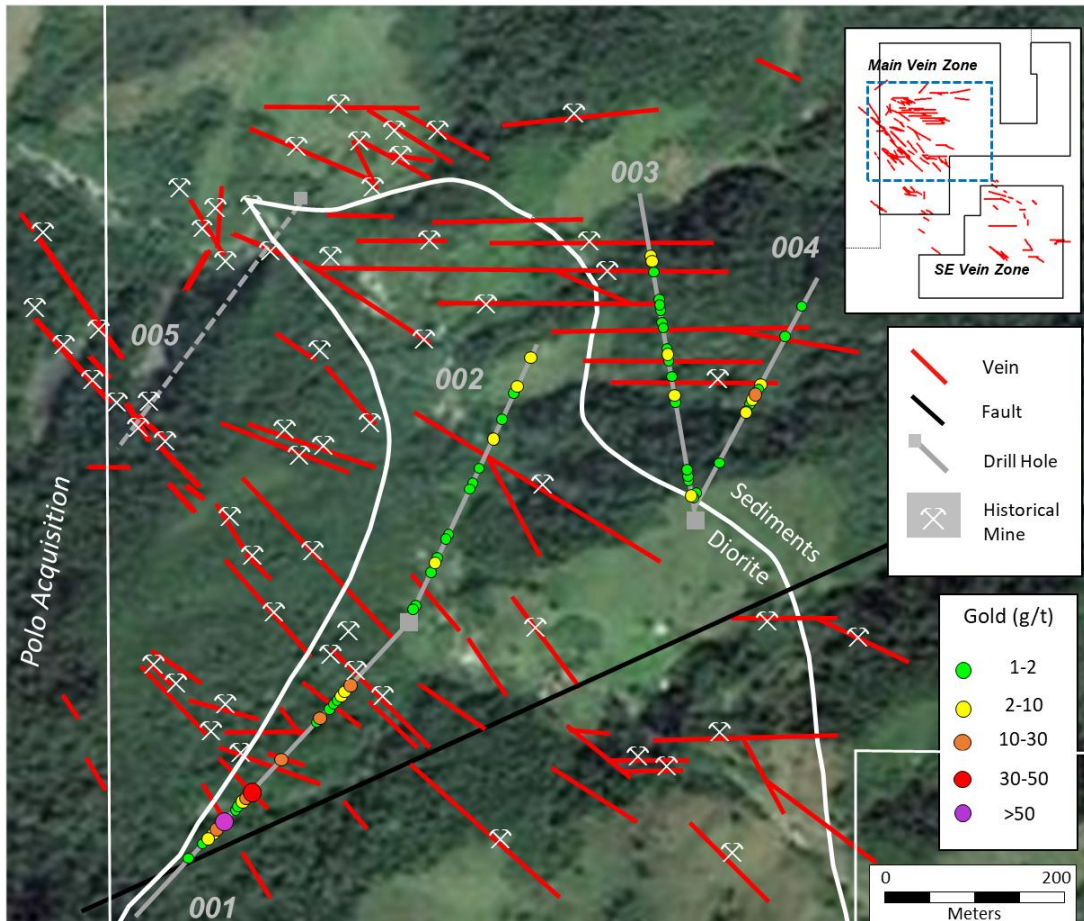 Main Vein Zone
SE Vein Zone
003
004
005
002
Polo Acquisition
Sediments
Diorite
001
Vein
Fault
Drill Hole
Historical
Mine
Gold (g/t)
1-2
2-10
10-30
30-50
>50
0
200
Meters